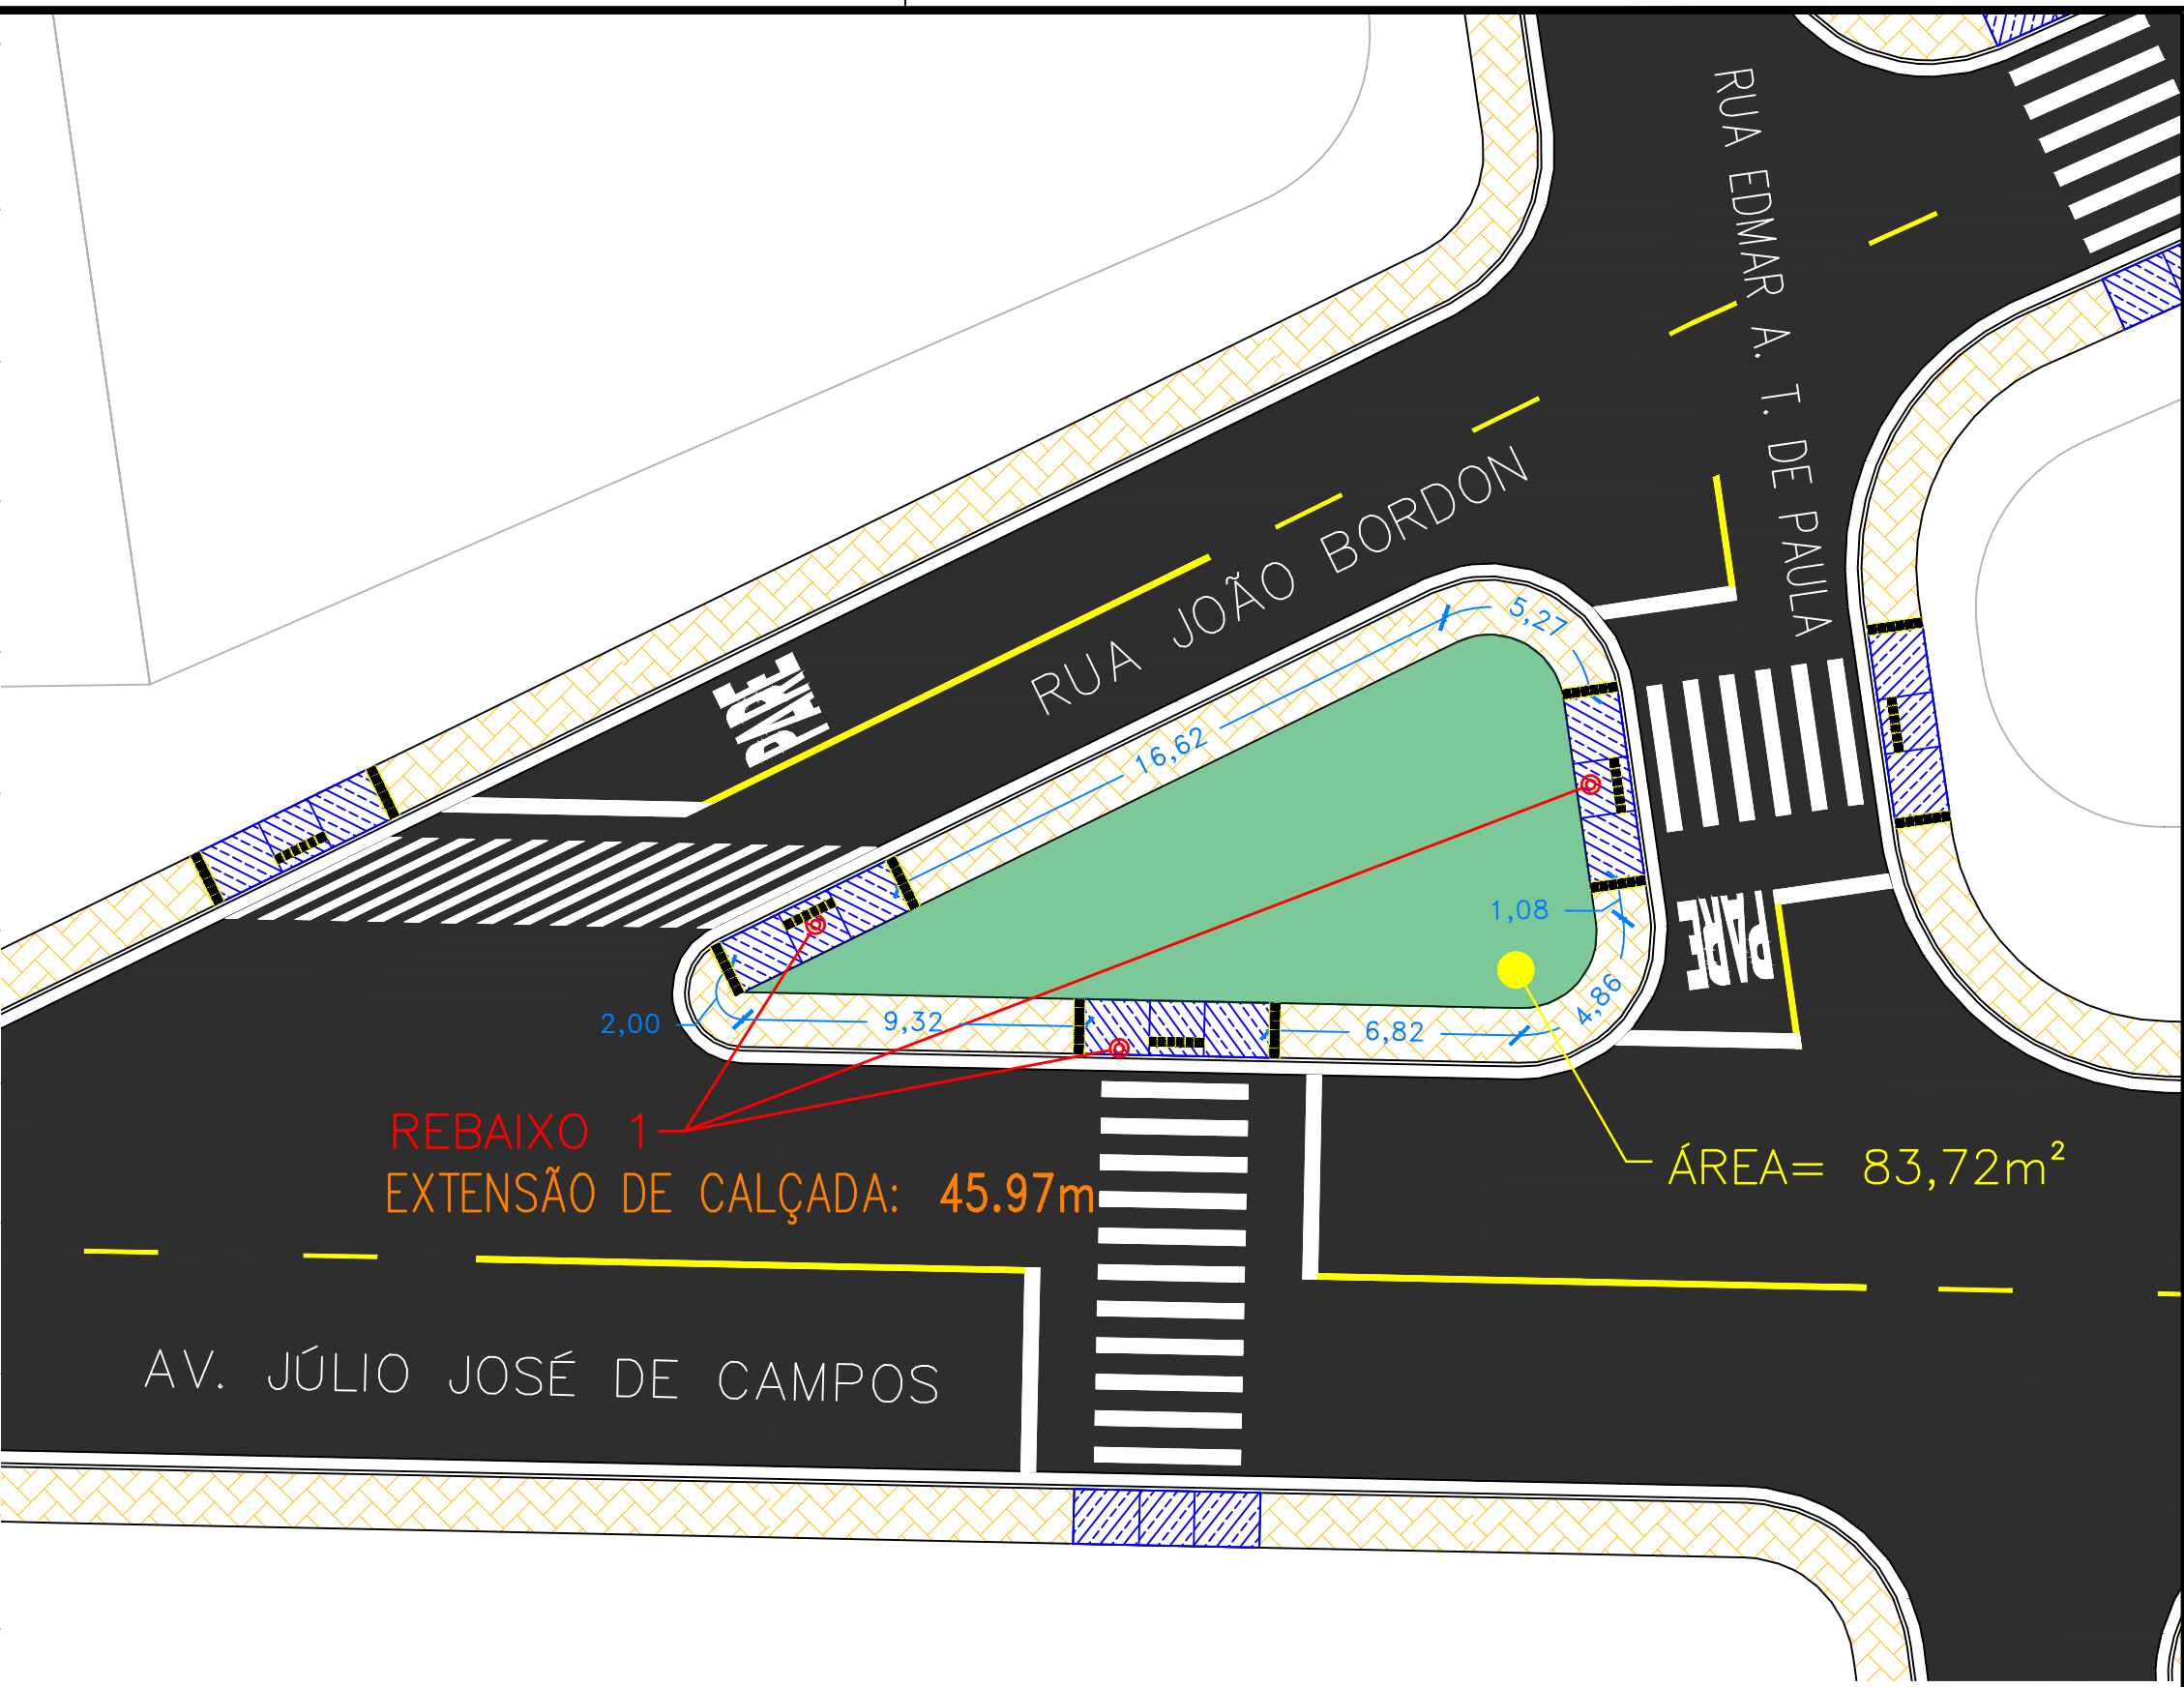 RUA EDMAR A. T. DE PAULA
RUA JOÃO BORDON
PARE
5,27
16,62
1,08
PARE
4,86
2,00
9,32
6,82
REBAIXO 1
EXTENSÃO DE CALÇADA: 45.97m
ÁREA= 83,72m²
AV. JÚLIO JOSÉ DE CAMPOS